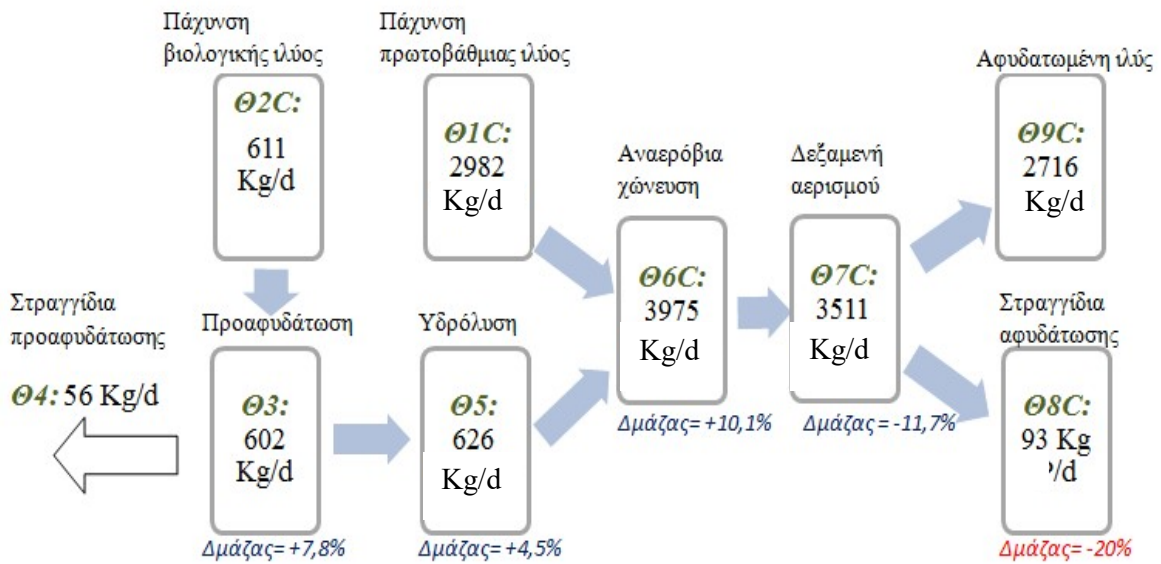 Πάχυνση
βιολογικής ιλύος
Θ2C:
611
Kg/d
Πάχυνση
πρωτοβάθμιας ιλύος
Θ1C:
2982
Kg/d
Αφυδατωμένη ιλύς
Θ9C:
2716
Kg/d
Αναερόβια
χώνευση
Θ6C:
3975
Kg/d
Δμάζας= +10,1%
Δεξαμενή
αερισμού
Θ7C:
3511
Kg/d
Δμάζας= -11,7%
Στραγγίδια
προαφυδάτωσης
Θ4: 56 Kg/d
Προαφυδάτωση
Θ3:
602
Kg/d
Δμάζας= +7,8%
Υδρόλυση
Θ5:
626
Kg/d
Δμάζας= +4,5%
Στραγγίδια
αφυδάτωσης
Θ8C:
93 Kg
/d
Δμάζας= -20%